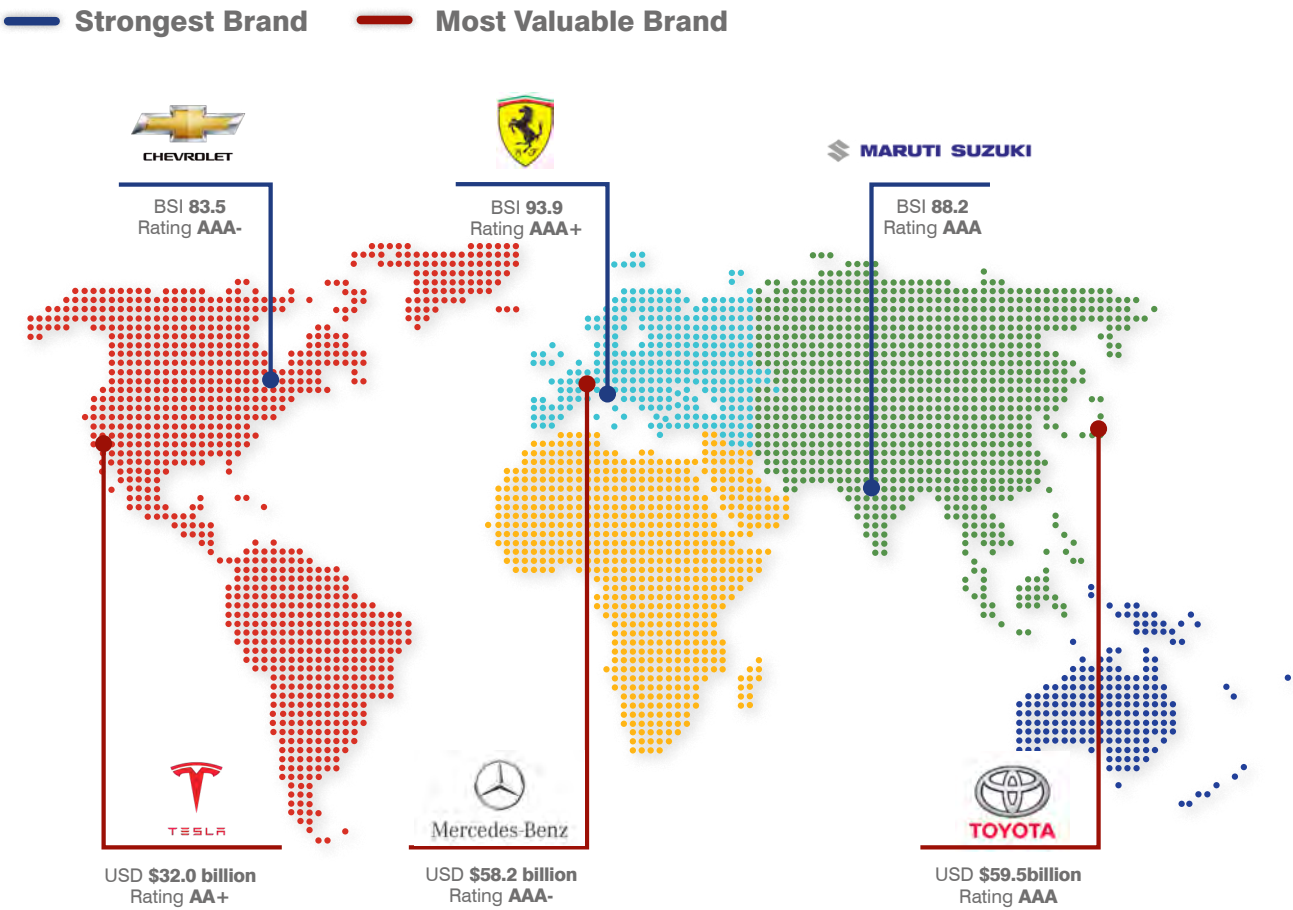 Strongest Brand
Most Valuable Brand
CHEVROLET
BSI 83.5
Rating AAA-
BSI 93.9
Rating AAA+
MARUTI SUZUKI
BSI 88.2
Rating AAA
TESLA
USD $32.0 billion
Rating AA+
Mercedes-Benz
USD $58.2 billion
Rating AAA-
TOYOTA
USD $59.5billion
Rating AAA